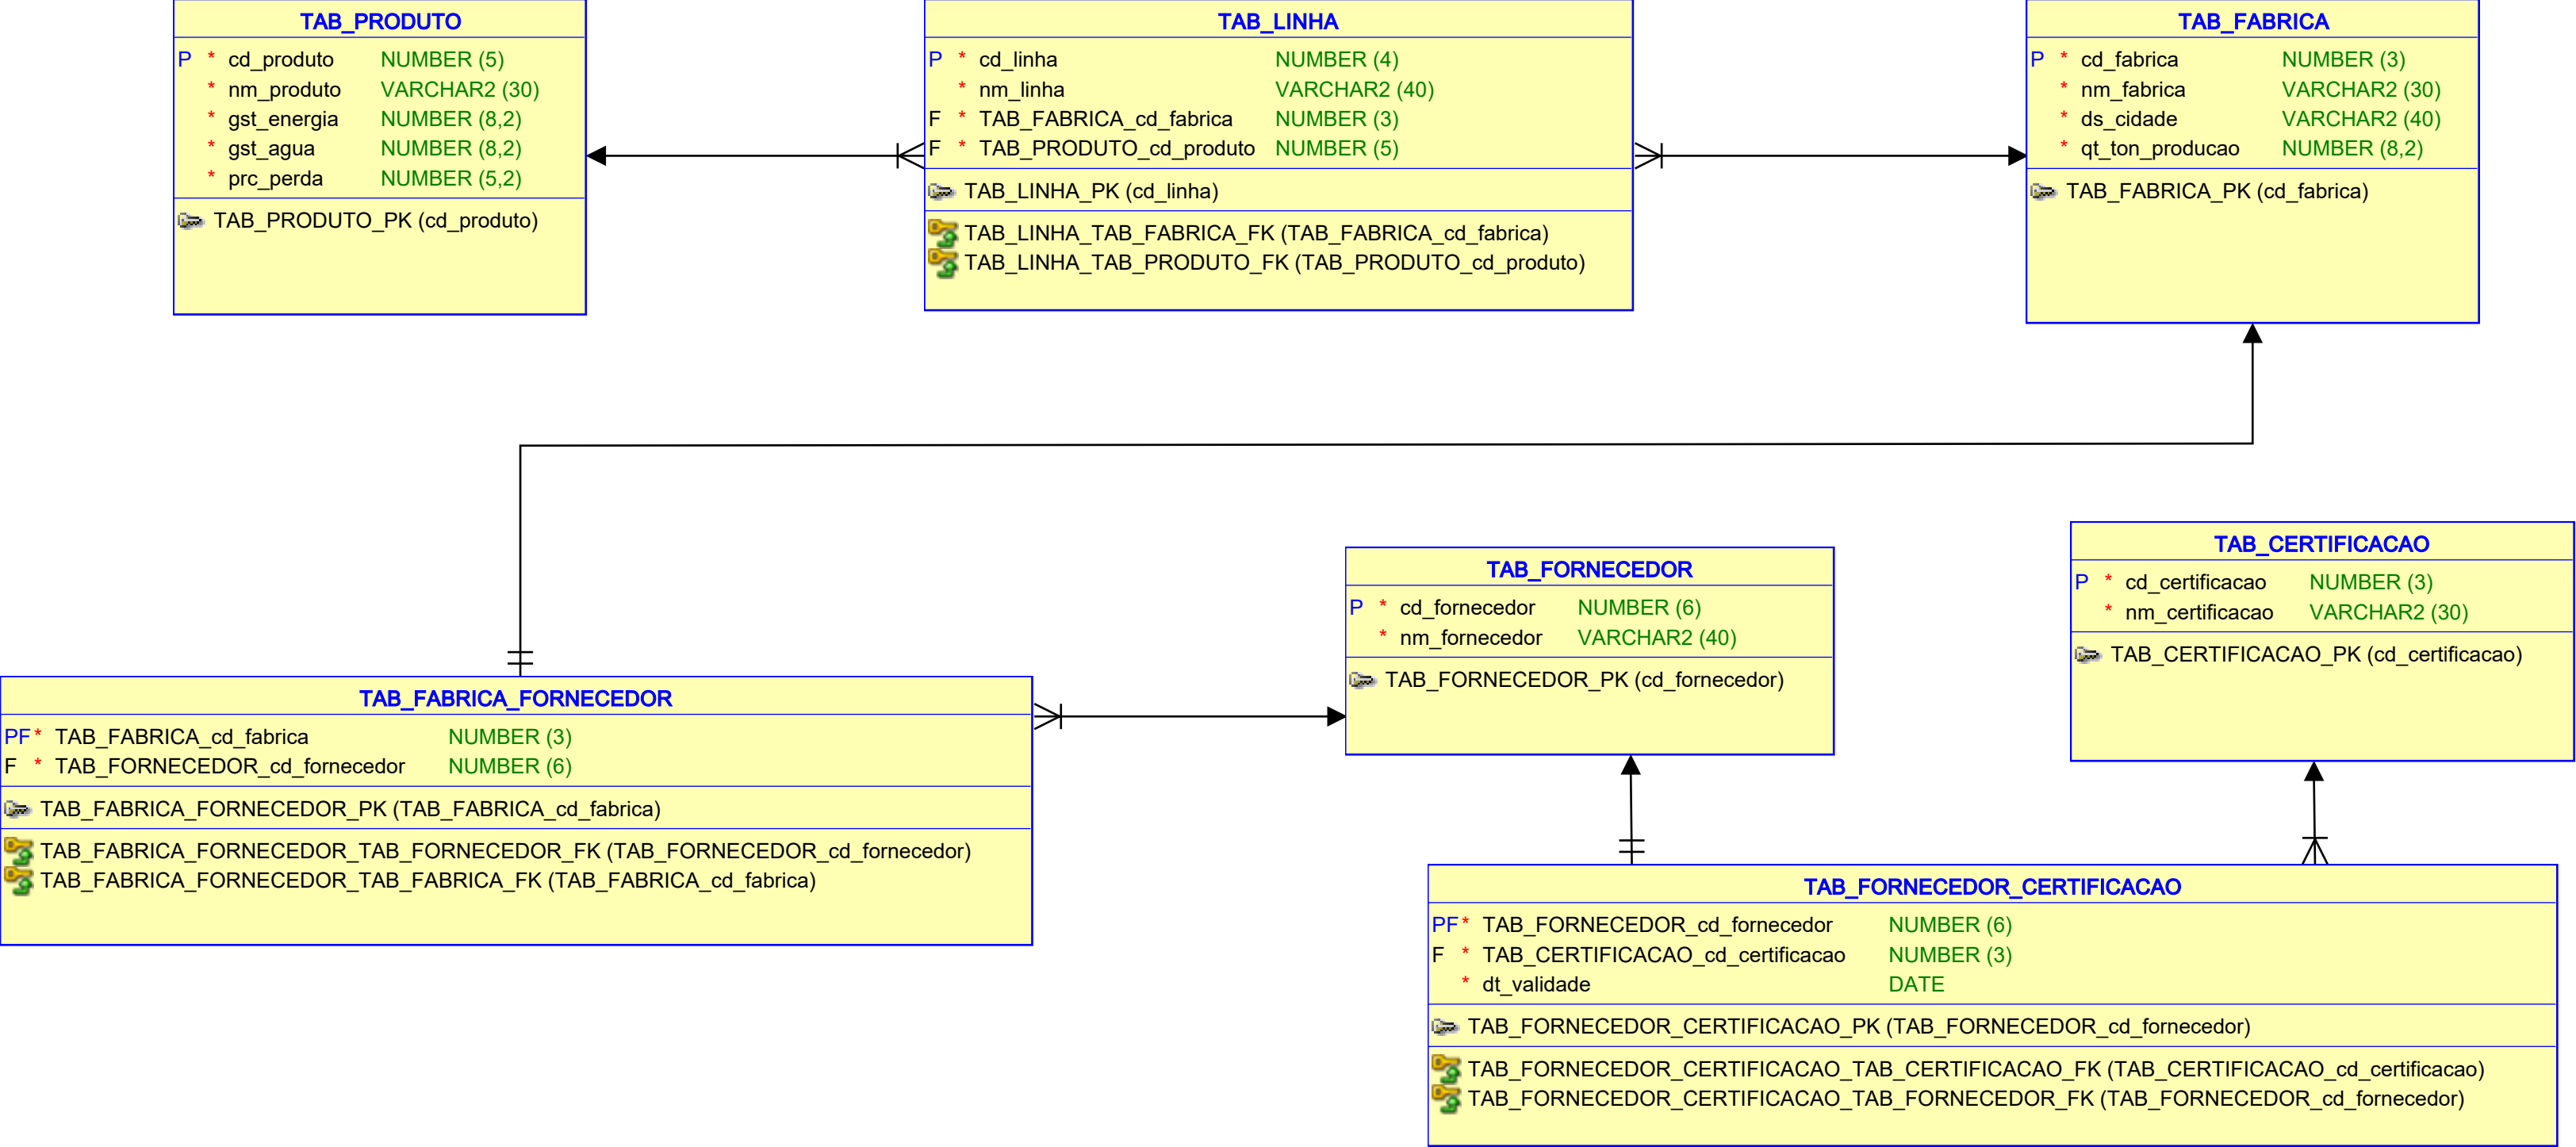 TAB_PRODUTO
P * cd_produto NUMBER (5)
* nm_produto VARCHAR2 (30)
* gst_energia NUMBER (8,2)
* gst_agua NUMBER (8,2)
* prc_perda NUMBER (5,2)
TAB_PRODUTO_PK (cd_produto)
TAB_LINHA
P * cd_linha NUMBER (4)
* nm_linha VARCHAR2 (40)
F * TAB_FABRICA_cd_fabrica NUMBER (3)
F * TAB_PRODUTO_cd_produto NUMBER (5)
TAB_LINHA_PK (cd_linha)
TAB_LINHA_TAB_FABRICA_FK (TAB_FABRICA_cd_fabrica)
TAB_LINHA_TAB_PRODUTO_FK (TAB_PRODUTO_cd_produto)
TAB_FABRICA
P * cd_fabrica NUMBER (3)
* nm_fabrica VARCHAR2 (30)
* ds_cidade VARCHAR2 (40)
* qt_ton_producao NUMBER (8,2)
TAB_FABRICA_PK (cd_fabrica)
TAB_FABRICA_FORNECEDOR
PF * TAB_FABRICA_cd_fabrica NUMBER (3)
F * TAB_FORNECEDOR_cd_fornecedor NUMBER (6)
TAB_FABRICA_FORNECEDOR_PK (TAB_FABRICA_cd_fabrica)
TAB_FABRICA_FORNECEDOR_TAB_FORNECEDOR_FK (TAB_FORNECEDOR_cd_fornecedor)
TAB_FABRICA_FORNECEDOR_TAB_FABRICA_FK (TAB_FABRICA_cd_fabrica)
TAB_FORNECEDOR
P * cd_fornecedor NUMBER (6)
* nm_fornecedor VARCHAR2 (40)
TAB_FORNECEDOR_PK (cd_fornecedor)
TAB_CERTIFICACAO
P * cd_certificacao NUMBER (3)
* nm_certificacao VARCHAR2 (30)
TAB_CERTIFICACAO_PK (cd_certificacao)
TAB_FORNECEDOR_CERTIFICACAO
PF * TAB_FORNECEDOR_cd_fornecedor NUMBER (6)
F * TAB_CERTIFICACAO_cd_certificacao NUMBER (3)
* dt_validade DATE
TAB_FORNECEDOR_CERTIFICACAO_PK (TAB_FORNECEDOR_cd_fornecedor)
TAB_FORNECEDOR_CERTIFICACAO_TAB_CERTIFICACAO_FK (TAB_CERTIFICACAO_cd_certificacao)
TAB_FORNECEDOR_CERTIFICACAO_TAB_FORNECEDOR_FK (TAB_FORNECEDOR_cd_fornecedor)